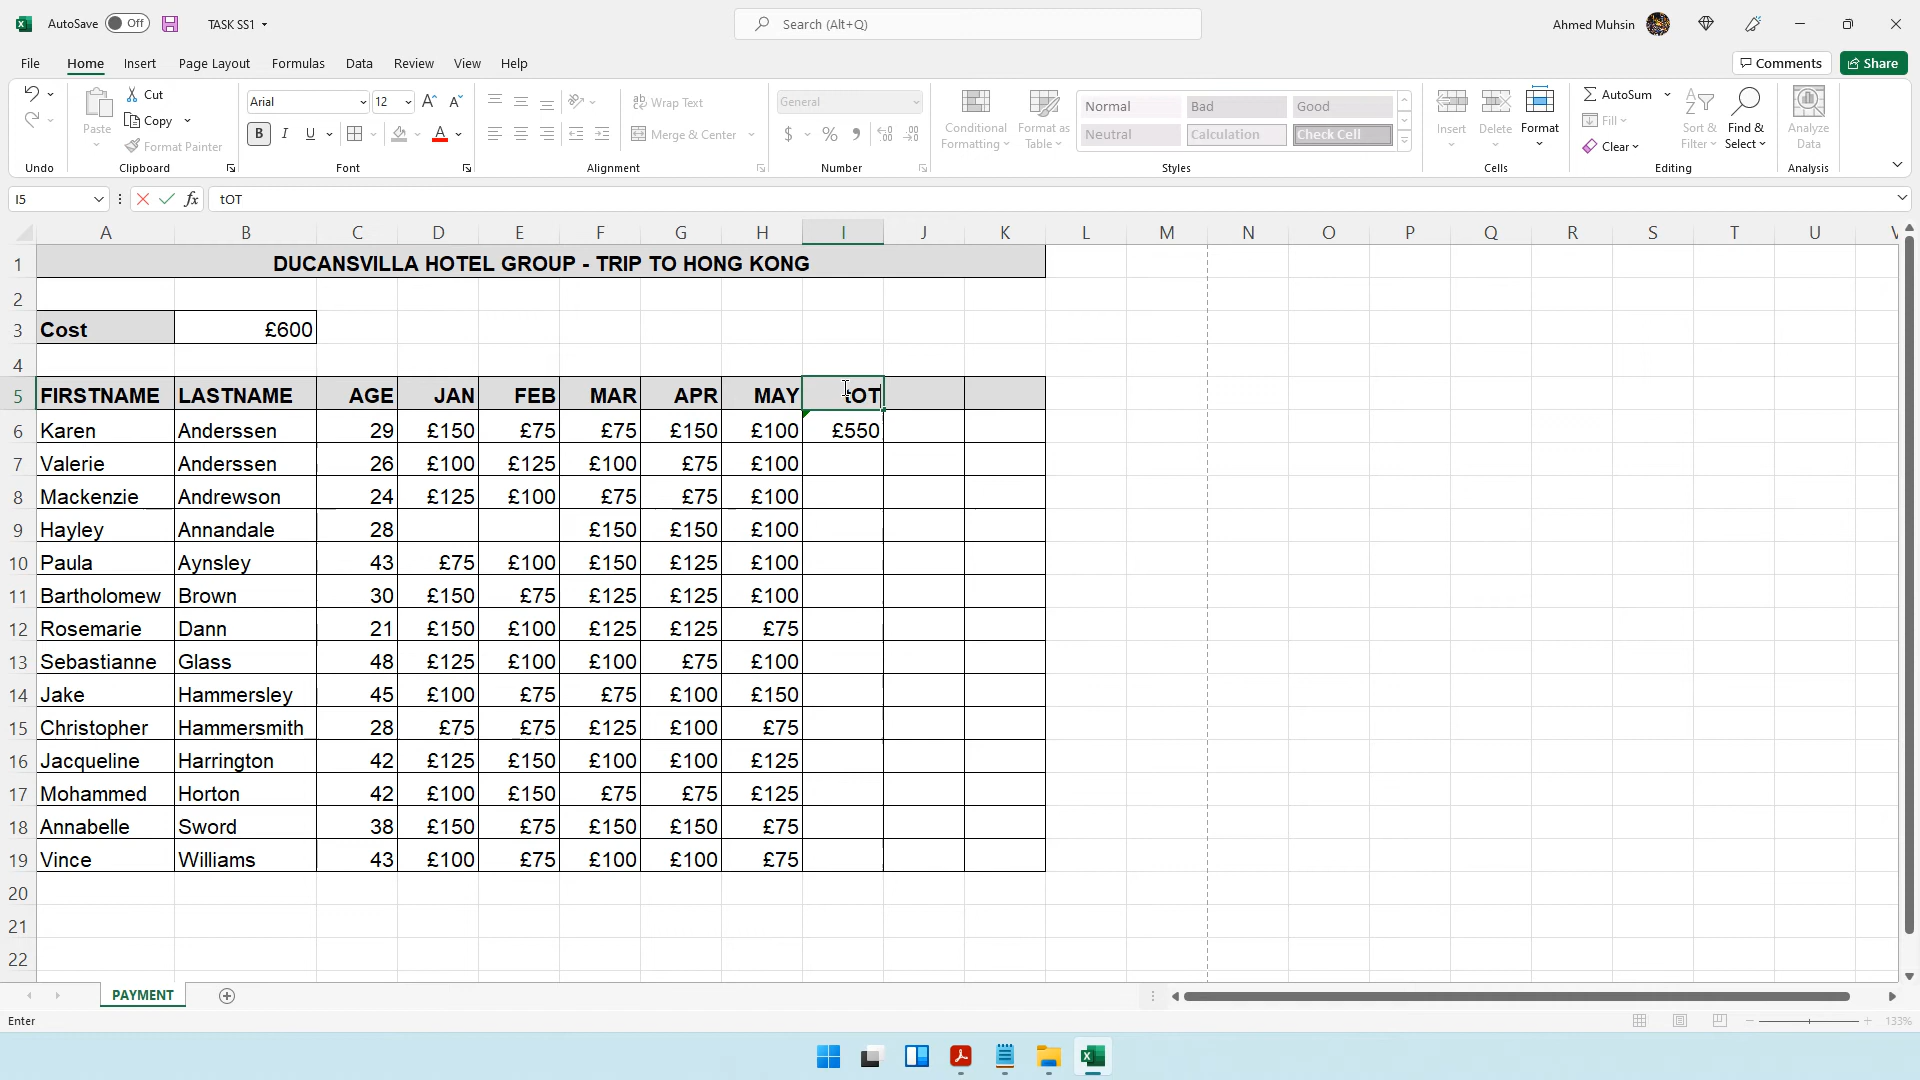 AutoSave Off TASK SS1 Search (Alt+Q) Ahmed Muhsin
File Home Insert Page Layout Formulas Data Review View Help Comments Share
Paste Cut Copy Format Painter
Arial 12 B I U A
Wrap Text Merge & Center
General $ %
Conditional Formatting Format as Table
Normal Bad Good
Neutral Calculation Check Cell
Insert Delete Format
AutoSum Fill Clear Sort & Filter Find & Select Analyze Data
Undo Clipboard Font Alignment Number Styles Cells Editing Analysis
I5 fx tOT
A B C D E F G H I J K L M N O P Q R S T U V
1 DUCANSVILLA HOTEL GROUP - TRIP TO HONG KONG
2
3 Cost £600
4
5 FIRSTNAME LASTNAME AGE JAN FEB MAR APR MAY tOT
6 Karen Anderssen 29 £150 £75 £75 £150 £100 £550
7 Valerie Anderssen 26 £100 £125 £100 £75 £100
8 Mackenzie Andrewson 24 £125 £100 £75 £75 £100
9 Hayley Annandale 28 £150 £150 £100
10 Paula Aynsley 43 £75 £100 £150 £125 £100
11 Bartholomew Brown 30 £150 £75 £125 £125 £100
12 Rosemarie Dann 21 £150 £100 £125 £125 £75
13 Sebastianne Glass 48 £125 £100 £100 £75 £100
14 Jake Hammersley 45 £100 £75 £75 £100 £150
15 Christopher Hammersmith 28 £75 £75 £125 £100 £75
16 Jacqueline Harrington 42 £125 £150 £100 £100 £125
17 Mohammed Horton 42 £100 £150 £75 £75 £125
18 Annabelle Sword 38 £150 £75 £150 £150 £75
19 Vince Williams 43 £100 £75 £100 £100 £75
20
21
22
PAYMENT
Enter 133%